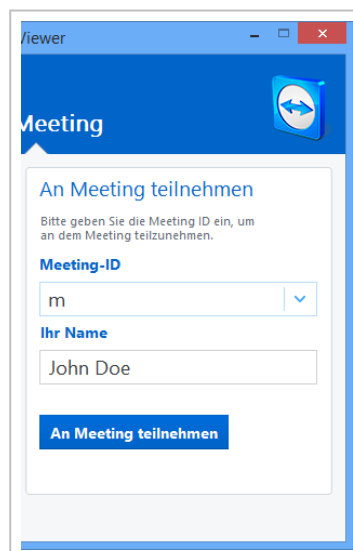 Viewer
Meeting
An Meeting teilnehmen
Bitte geben Sie die Meeting ID ein, um
an dem Meeting teilzunehmen.
Meeting-ID
m
Ihr Name
John Doe
An Meeting teilnehmen